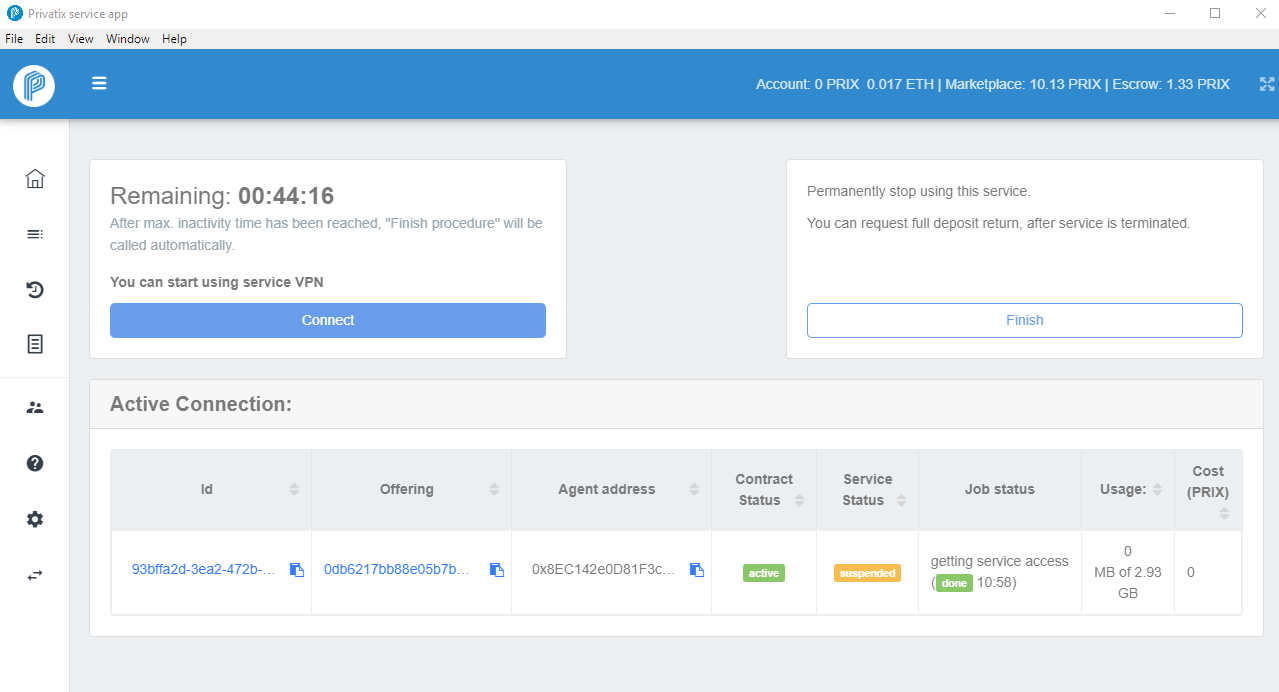 Privatix service app
File Edit View Window Help
Account: 0 PRIX 0.017 ETH | Marketplace: 10.13 PRIX | Escrow: 1.33 PRIX
Remaining: 00:44:16
After max. inactivity time has been reached, "Finish procedure" will be
called automatically.
You can start using service VPN
Connect
Permanently stop using this service.
You can request full deposit return, after service is terminated.
Finish
Active Connection:
Id
Offering
Agent address
Contract
Status
Service
Status
Job status
Usage:
Cost
(PRIX)
93bffa2d-3ea2-472b-...
0db6217bb88e05b7b...
0x8EC142e0D81F3c...
active
suspended
getting service access
(done 10:58)
0
MB of 2.93
GB
0